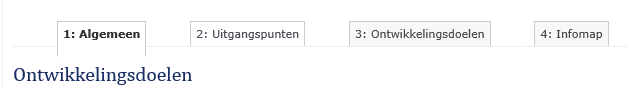 1: Algemeen 2: Uitgangspunten 3: Ontwikkelingsdoelen 4: Infomap
Ontwikkelingsdoelen